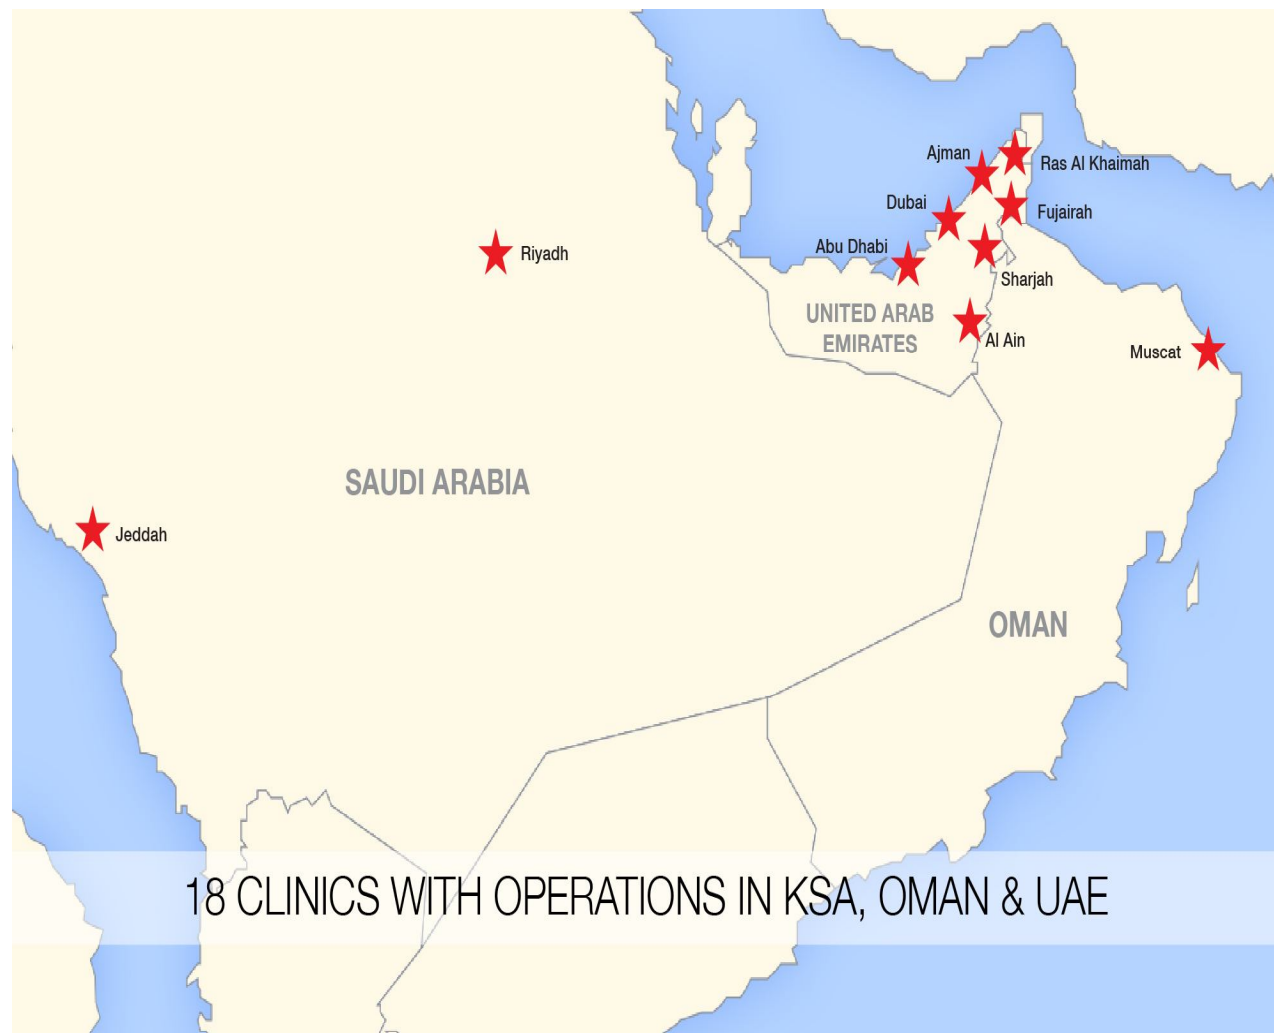 Ajman
Ras Al Khaimah
Dubai
Fujairah
Abu Dhabi
Riyadh
Sharjah
UNITED ARAB
EMIRATES
Al Ain
Muscat
SAUDI ARABIA
Jeddah
OMAN
18 CLINICS WITH OPERATIONS IN KSA, OMAN & UAE